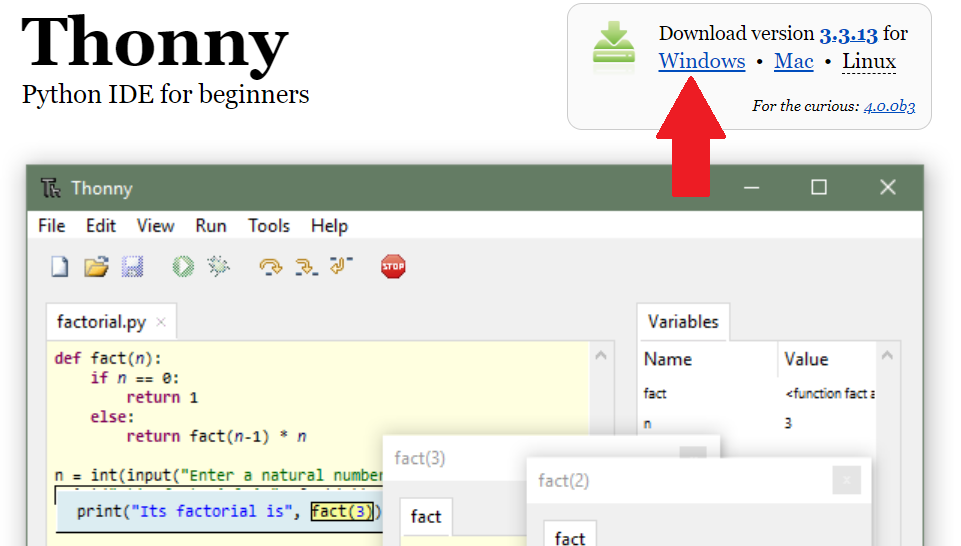 Thonny
Python IDE for beginners
Download version 3.3.13 for
Windows • Mac • Linux
For the curious: 4.0.0b3
Thonny
File Edit View Run Tools Help
STOP
factorial.py
def fact(n):
if n == 0:
return 1
else:
return fact(n-1) * n
n = int(input("Enter a natural number
print("Its factorial is", fact(3))
Variables
Name Value
fact <function fact a
n 3
fact(3)
fact
fact(2)
fact